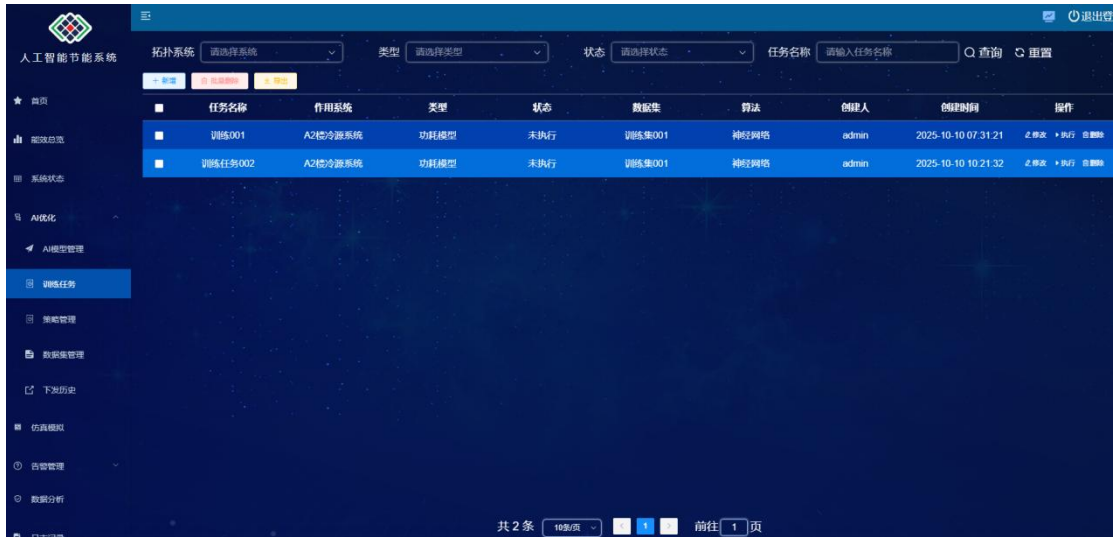 退出登
人工智能节能系统
拓扑系统 请选择系统 类型 请选择类型 状态 请选择状态 任务名称 请输入任务名称 查询 重置
+ 新增 批量删除 导出
首页
任务名称 作用系统 类型 状态 数据集 算法 创建人 创建时间 操作
能效总览
训练001 A2楼冷源系统 功耗模型 未执行 训练集001 神经网络 admin 2025-10-10 07:31:21 修改 执行 删除
训练任务002 A2楼冷源系统 功耗模型 未执行 训练集001 神经网络 admin 2025-10-10 10:21:32 修改 执行 删除
系统状态
AI优化
AI模型管理
训练任务
策略管理
数据集管理
下发历史
仿真模拟
告警管理
数据分析
共 2 条 10条/页 1 前往 1 页